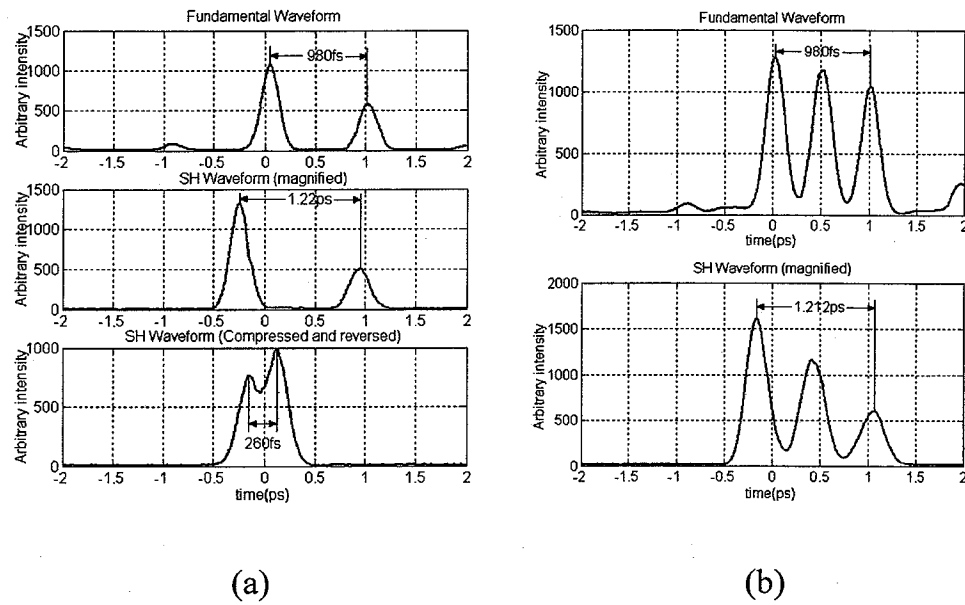 Fundamental Waveform
1500
1000
500
0
Arbitrary intensity
980fs
-2 -1.5 -1 -0.5 0 0.5 1 1.5 2
SH Waveform (magnified)
1500
1000
500
0
Arbitrary intensity
1.22ps
-2 -1.5 -1 -0.5 0 0.5 1 1.5 2
SH Waveform (Compressed and reversed)
1000
500
0
Arbitrary intensity
260fs
-2 -1.5 -1 -0.5 0 0.5 1 1.5 2
time(ps)
(a)
Fundamental Waveform
1500
1000
500
0
Arbitrary intensity
980fs
-2 -1.5 -1 -0.5 0 0.5 1 1.5 2
time(ps)
SH Waveform (magnified)
2000
1500
1000
500
0
Arbitrary intensity
1.212ps
-2 -1.5 -1 -0.5 0 0.5 1 1.5 2
time(ps)
(b)